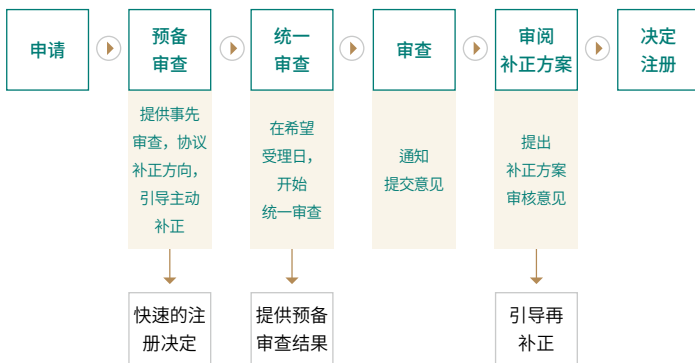 申请
预备
审查
统一
审查
审查
审阅
补正方案
决定
注册
提供事先
审查，协议
补正方向，
引导主动
补正
在希望
受理日，
开始
统一审查
通知
提交意见
提出
补正方案
审核意见
快速的注
册决定
提供预备
审查结果
引导再
补正